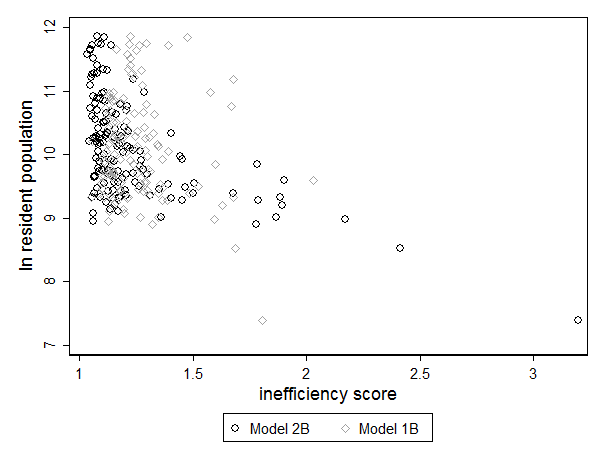 12
11
10
9
8
7
ln resident population
1 1.5 2 2.5 3
inefficiency score
Model 2B Model 1B